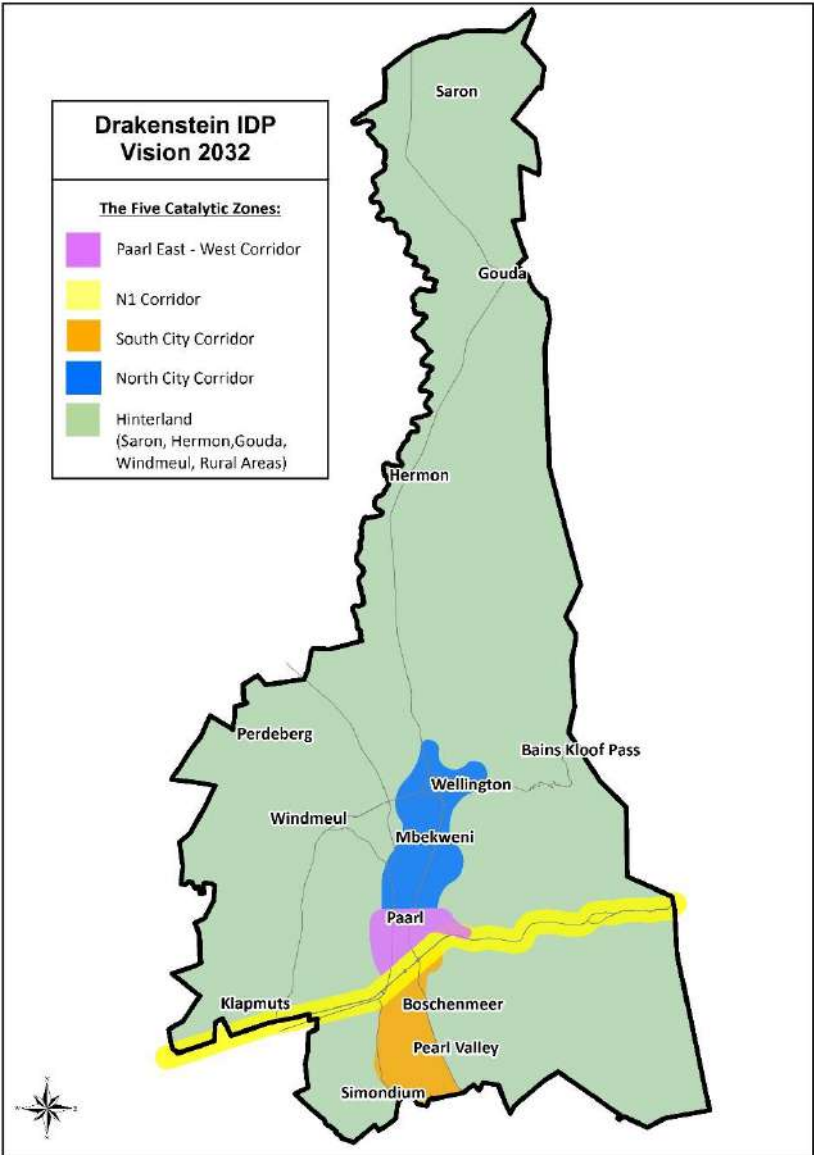 Drakenstein IDP
Vision 2032
The Five Catalytic Zones:
Paarl East - West Corridor
N1 Corridor
South City Corridor
North City Corridor
Hinterland
(Saron, Hermon,Gouda,
Windmeul, Rural Areas)
Saron
Gouda
Hermon
Perdeberg
Bains Kloof Pass
Wellington
Windmeul
Mbekweni
Paarl
Klapmuts
Boschenmeer
Pearl Valley
Simondium